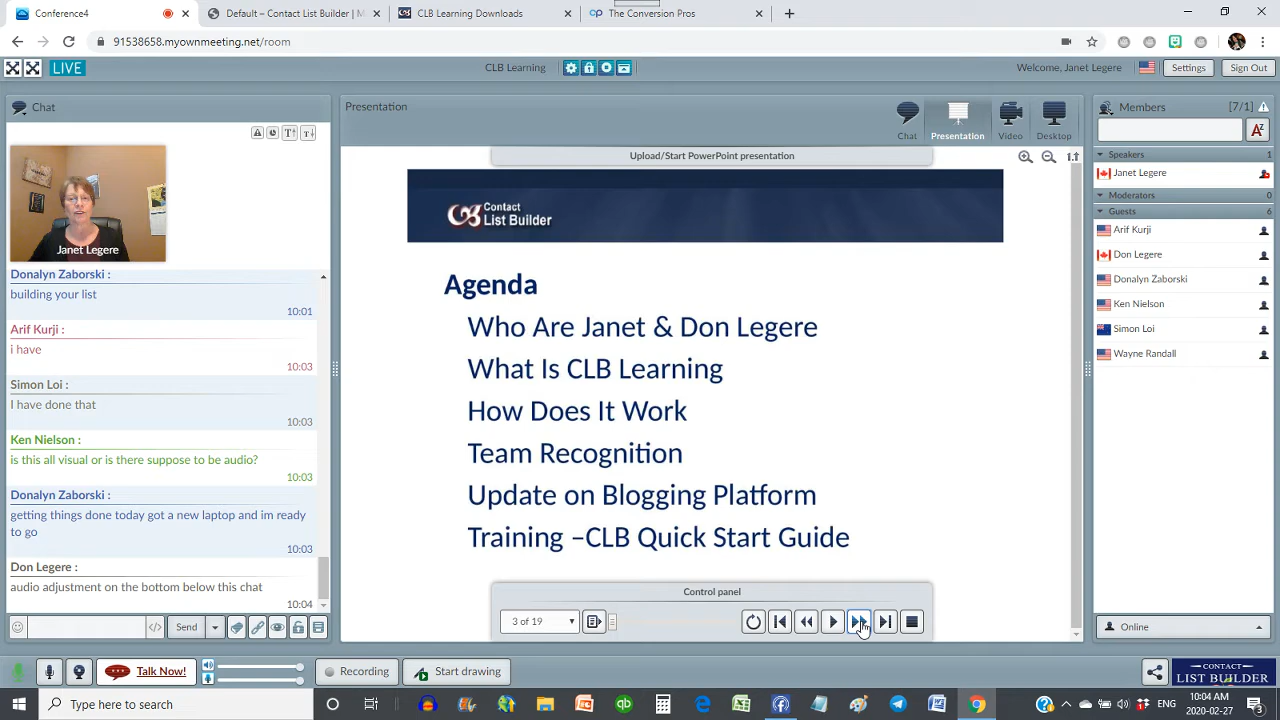 Conference4
Default – Contact List Builder | M
CLB Learning Downloads
The Conversion Pros
91538658.myownmeeting.net/room
LIVE
CLB Learning
Welcome, Janet Legere
Settings
Sign Out
Chat
Presentation
Chat
Presentation
Video
Desktop
Members
[7/1]
Upload/Start PowerPoint presentation
1:1
Speakers
1
Janet Legere
Moderators
0
Guests
6
Arif Kurji
Don Legere
Donalyn Zaborski
Ken Nielson
Simon Loi
Wayne Randall
Janet Legere
Donalyn Zaborski :
building your list
10:01
Arif Kurji :
i have
10:03
Simon Loi :
I have done that
10:03
Ken Nielson :
is this all visual or is there suppose to be audio?
10:03
Donalyn Zaborski :
getting things done today got a new laptop and im ready
to go
10:03
Don Legere :
audio adjustment on the bottom below this chat
10:04
Contact
List Builder
Agenda
Who Are Janet & Don Legere
What Is CLB Learning
How Does It Work
Team Recognition
Update on Blogging Platform
Training –CLB Quick Start Guide
Control panel
3 of 19
Send
Online
Talk Now!
Recording
Start drawing
CONTACT
LIST BUILDER
Type here to search
ENG
10:04 AM
2020-02-27